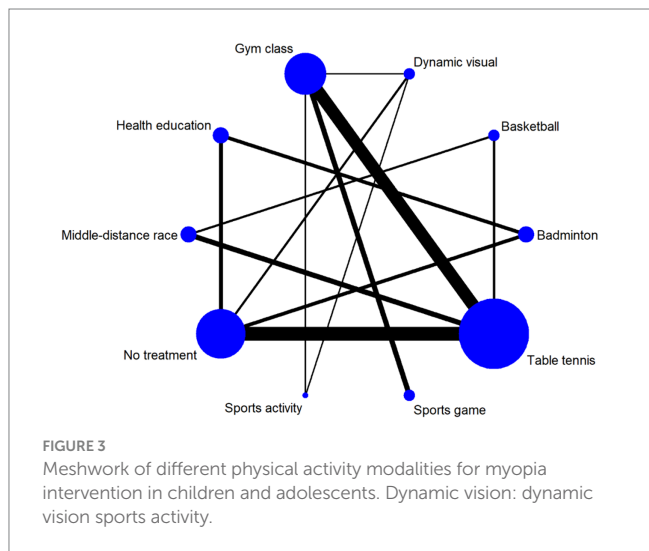 Gym class
Dynamic visual
Health education
Basketball
Middle-distance race
Badminton
No treatment
Table tennis
Sports activity
Sports game
FIGURE 3
Meshwork of different physical activity modalities for myopia
intervention in children and adolescents. Dynamic vision: dynamic
vision sports activity.